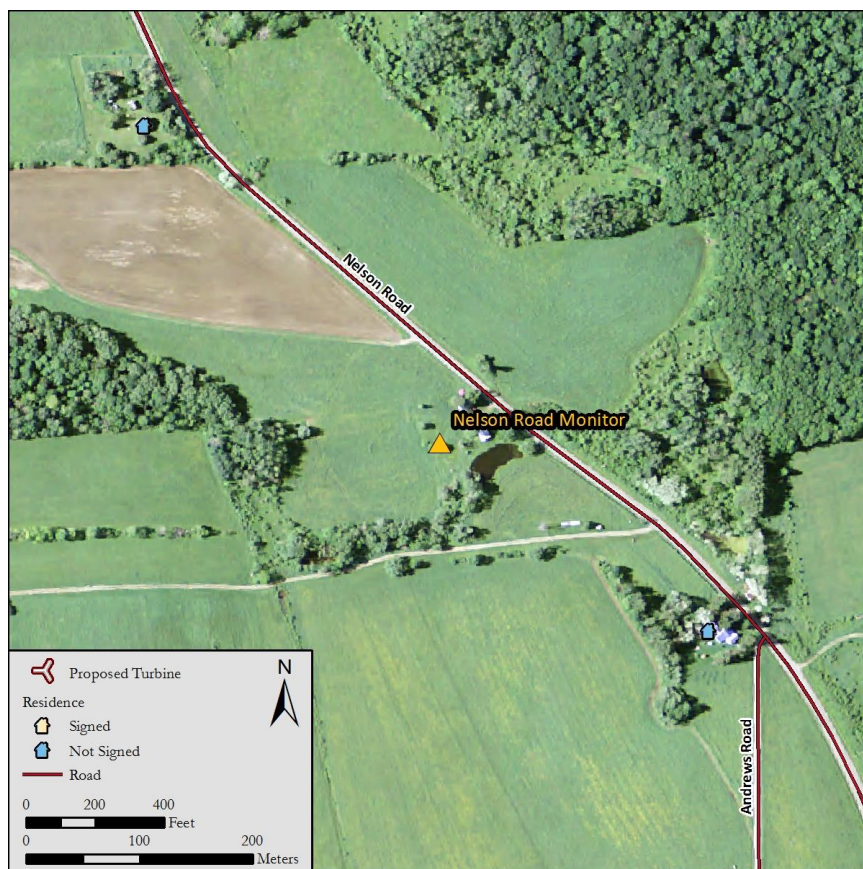 Nelson Road
Nelson Road Monitor
Andrews Road
Proposed Turbine
N
Residence
Signed
Not Signed
Road
0 200 400
Feet
0 100 200
Meters